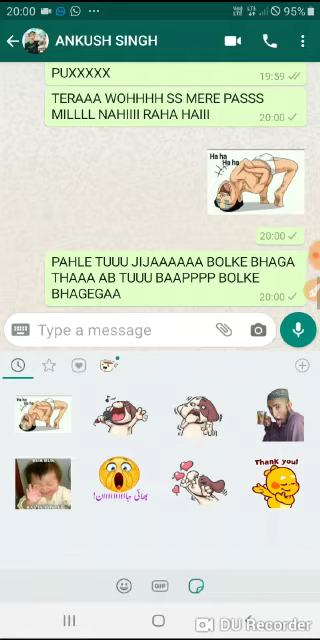 20:00
95%
ANKUSH SINGH
PUXXXXX
19:59
TERAAA WOHHHH SS MERE PASSS
MILLLL NAHIIII RAHA HAIII
20:00
Ha ha
Ha ha
20:00
PAHLE TUUU JIJAAAAAA BOLKE BHAGA
THAAA AB TUUU BAAPPPP BOLKE
BHAGEGAA
20:00
Type a message
Thank you!
GIF
DU Recorder